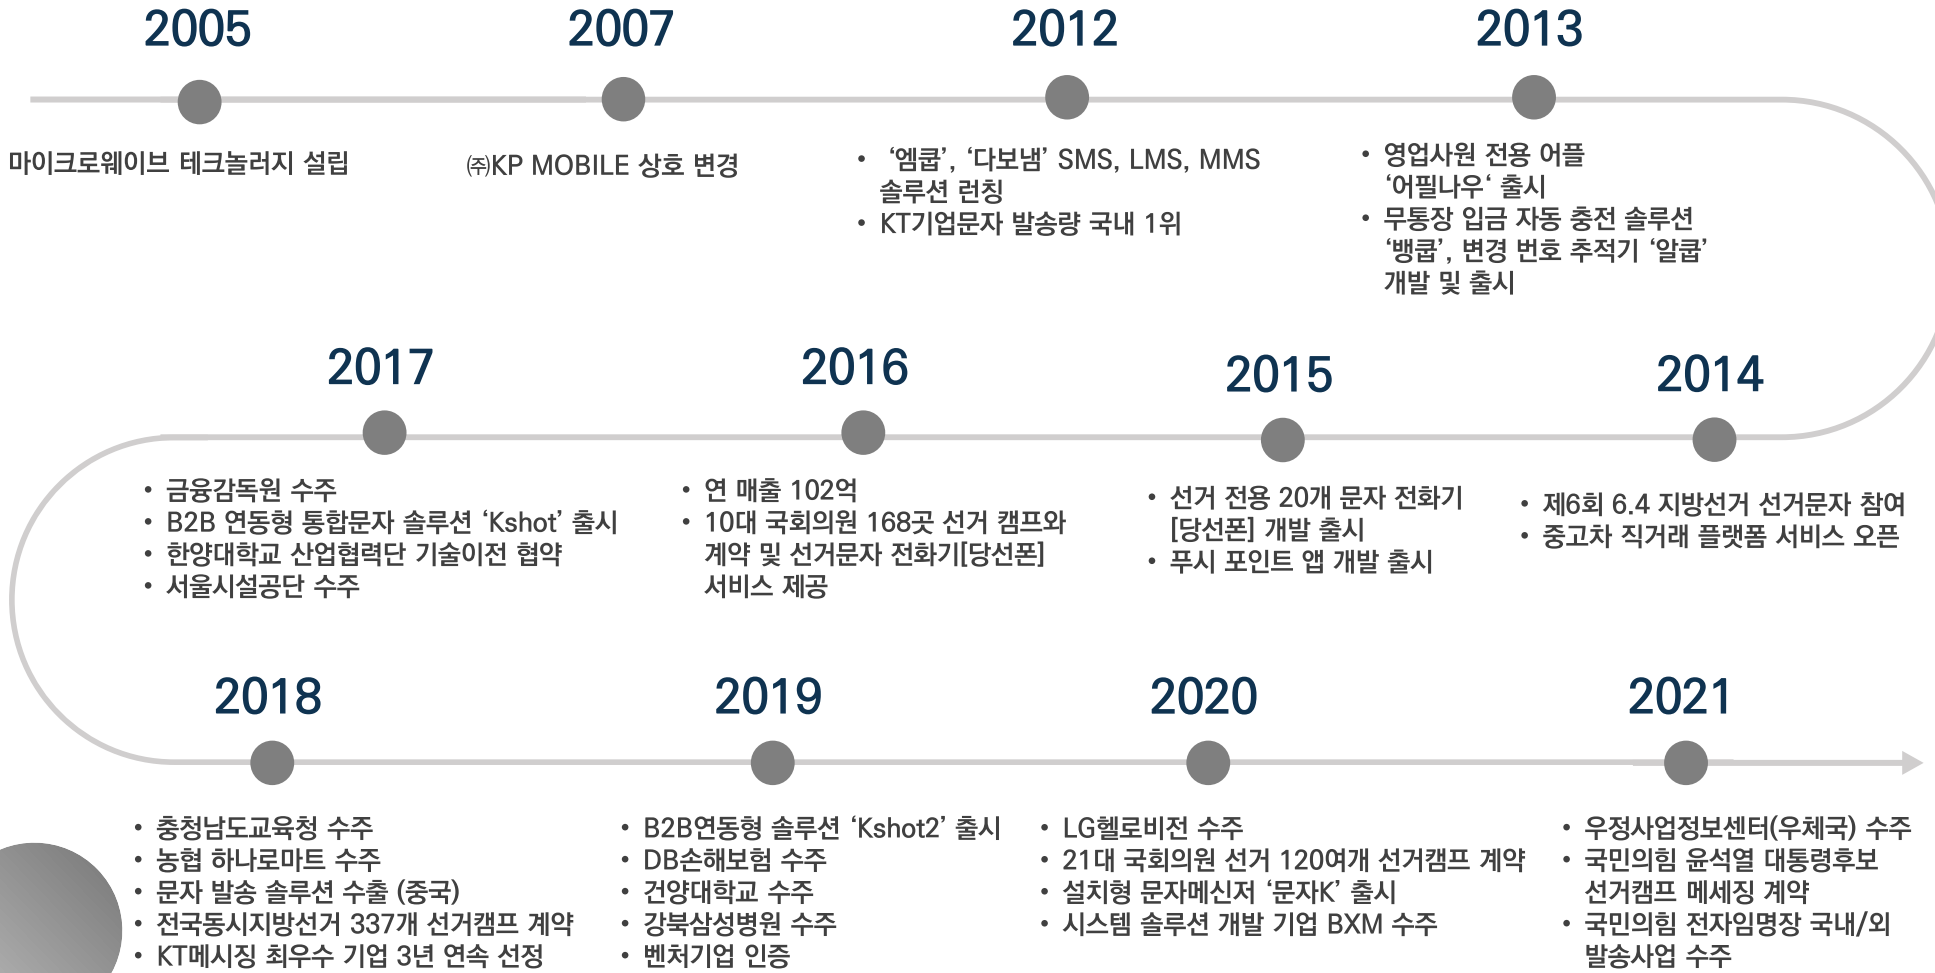 2005
마이크로웨이브 테크놀러지 설립
2007
㈜KP MOBILE 상호 변경
2012
• ‘엠쿱’, ‘다보냄’ SMS, LMS, MMS
솔루션 런칭
• KT기업문자 발송량 국내 1위
2013
• 영업사원 전용 어플
‘어필나우‘ 출시
• 무통장 입금 자동 충전 솔루션
‘뱅쿱’, 변경 번호 추적기 ‘알쿱’
개발 및 출시
2014
• 제6회 6.4 지방선거 선거문자 참여
• 중고차 직거래 플랫폼 서비스 오픈
2015
• 선거 전용 20개 문자 전화기
[당선폰] 개발 출시
• 푸시 포인트 앱 개발 출시
2016
• 연 매출 102억
• 10대 국회의원 168곳 선거 캠프와
계약 및 선거문자 전화기[당선폰]
서비스 제공
2017
• 금융감독원 수주
• B2B 연동형 통합문자 솔루션 ‘Kshot’ 출시
• 한양대학교 산업협력단 기술이전 협약
• 서울시설공단 수주
2018
• 충청남도교육청 수주
• 농협 하나로마트 수주
• 문자 발송 솔루션 수출 (중국)
• 전국동시지방선거 337개 선거캠프 계약
• KT메시징 최우수 기업 3년 연속 선정
2019
• B2B연동형 솔루션 ‘Kshot2’ 출시
• DB손해보험 수주
• 건양대학교 수주
• 강북삼성병원 수주
• 벤처기업 인증
2020
• LG헬로비전 수주
• 21대 국회의원 선거 120여개 선거캠프 계약
• 설치형 문자메신저 ‘문자K’ 출시
• 시스템 솔루션 개발 기업 BXM 수주
2021
• 우정사업정보센터(우체국) 수주
• 국민의힘 윤석열 대통령후보
선거캠프 메세징 계약
• 국민의힘 전자임명장 국내/외
발송사업 수주